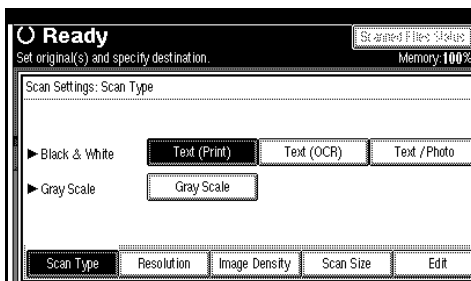 Ready
Scanned Files Status
Set original(s) and specify destination.
Memory:100%
Scan Settings: Scan Type
►Black & White Text (Print) Text (OCR) Text / Photo
►Gray Scale Gray Scale
Scan Type Resolution Image Density Scan Size Edit